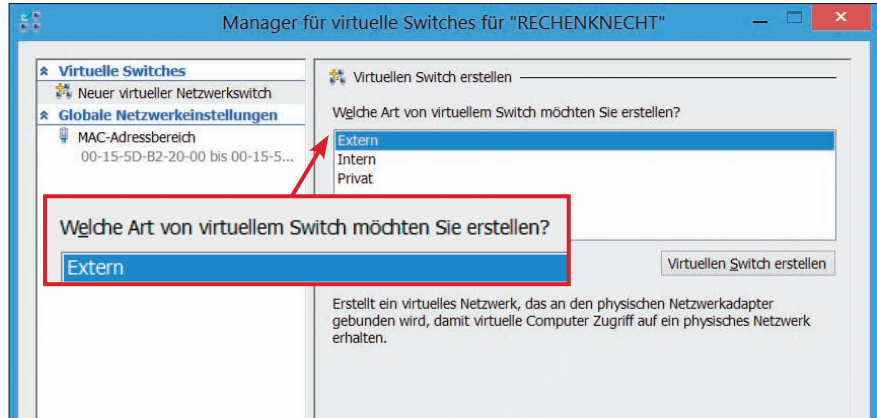 Manager für virtuelle Switches für "RECHENKNECHT"
Virtuelle Switches
Neuer virtueller Netzwerkswitch
Globale Netzwerkeinstellungen
MAC-Adressbereich
00-15-5D-B2-20-00 bis 00-15-5...
Virtuellen Switch erstellen
Welche Art von virtuellem Switch möchten Sie erstellen?
Extern
Intern
Privat
Welche Art von virtuellem Switch möchten Sie erstellen?
Extern
Virtuellen Switch erstellen
Erstellt ein virtuelles Netzwerk, das an den physischen Netzwerkadapter
gebunden wird, damit virtuelle Computer Zugriff auf ein physisches Netzwerk
erhalten.